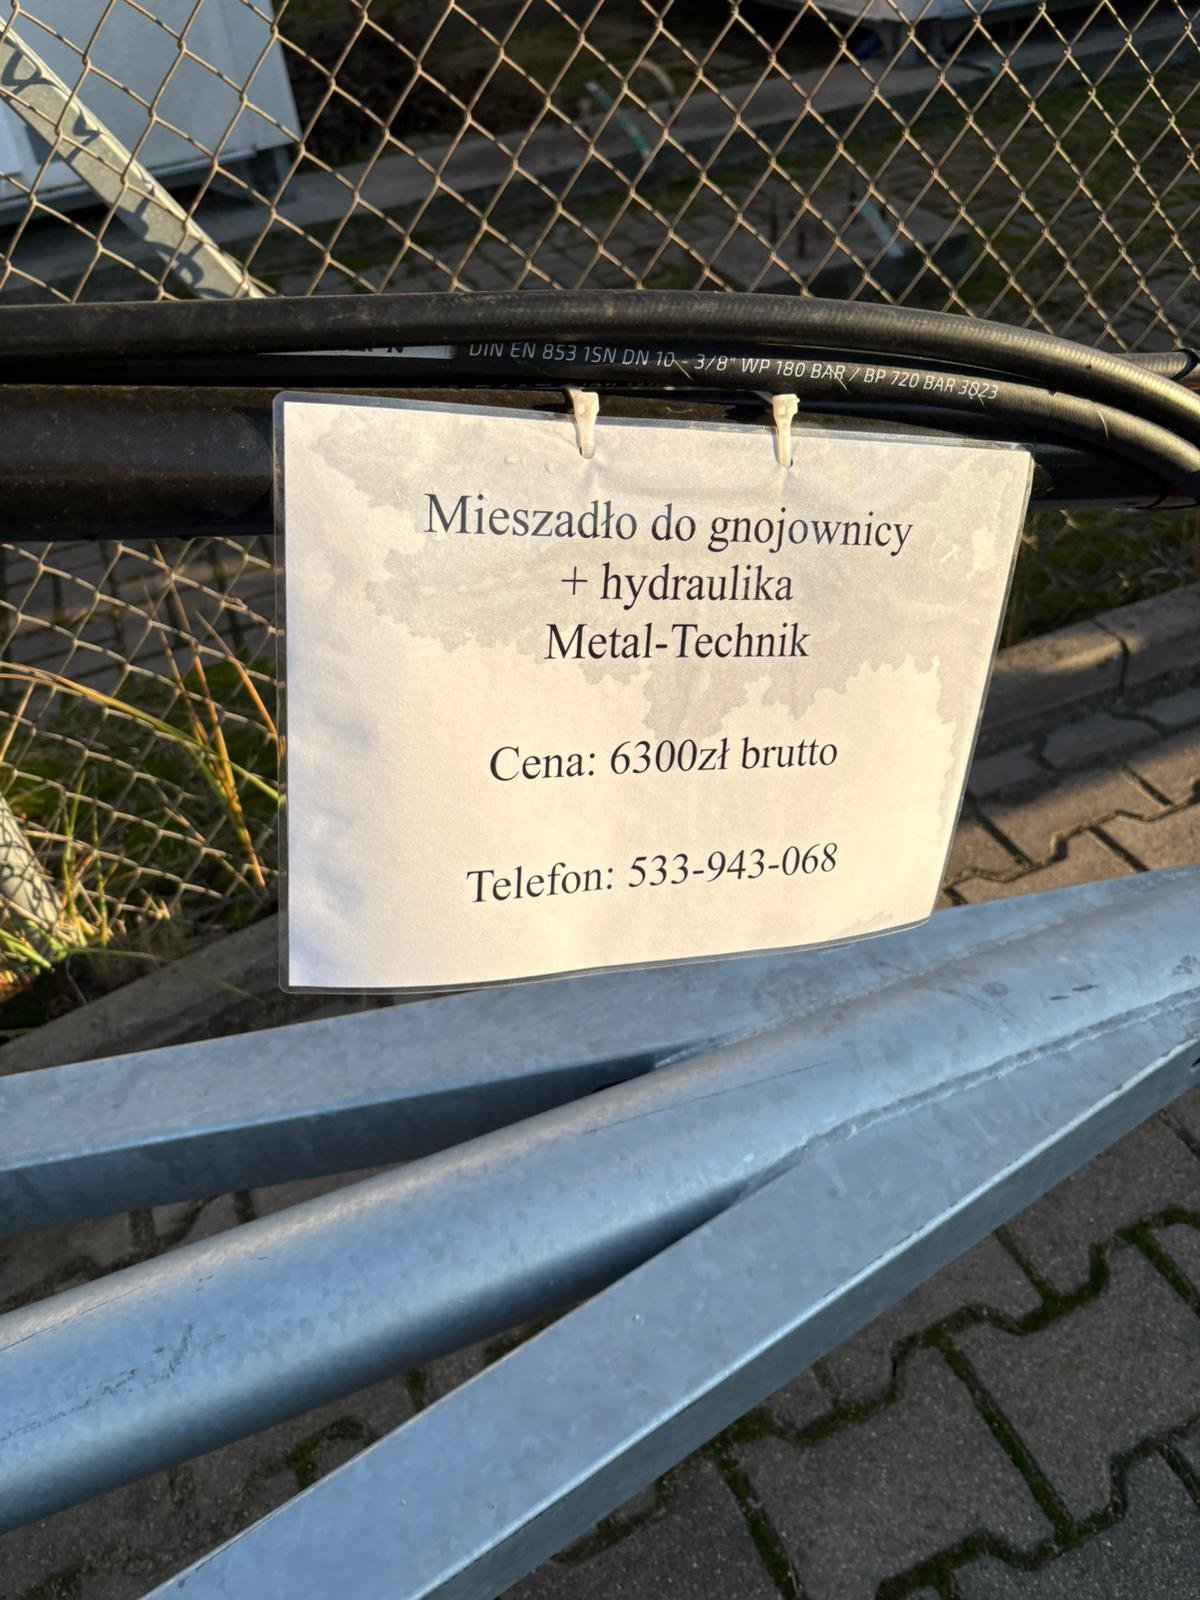 DIN EN 853 1SN DN 10 - 3/8" WP 180 BAR / BP 720 BAR 3Q23
Mieszadło do gnojownicy
+ hydraulika
Metal-Technik
Cena: 6300zł brutto
Telefon: 533-943-068